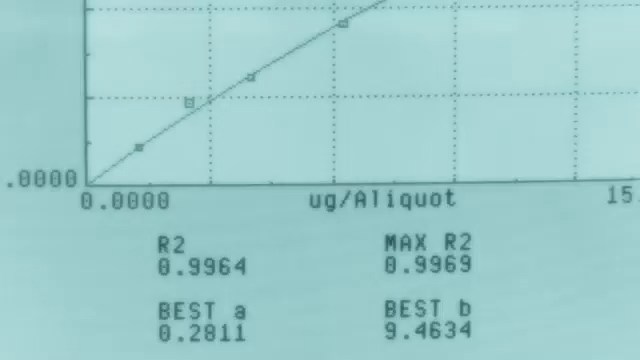 .0000
0.0000 ug/Aliquot 15.
R2 MAX R2
0.9964 0.9969
BEST a BEST b
0.2811 9.4634